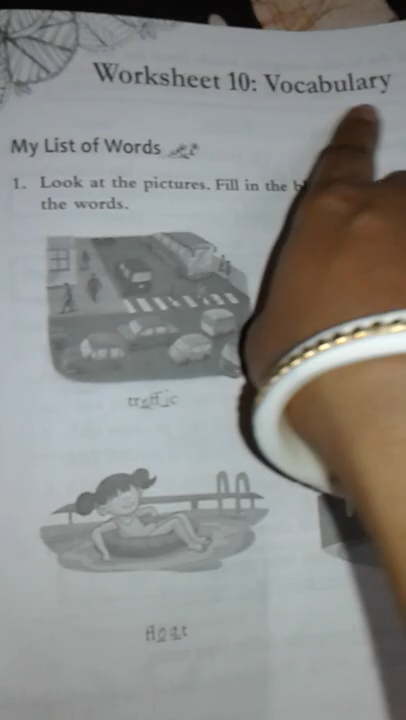 Worksheet 10: Vocabulary
My List of Words
1. Look at the pictures. Fill in the
the words.
traffic
float